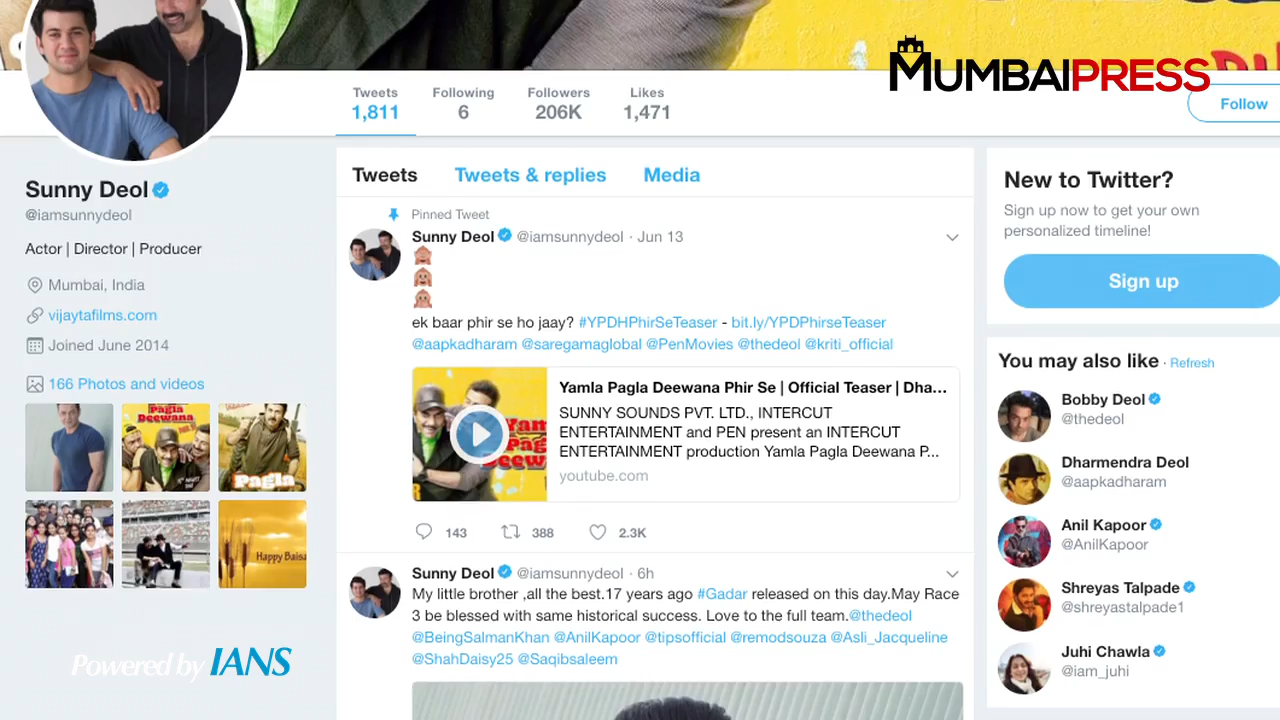 MUMBAIPRESS
Tweets Following Followers Likes
1,811 6 206K 1,471
Follow
Sunny Deol
@iamsunnydeol
Actor | Director | Producer
Mumbai, India
vijaytafilms.com
Joined June 2014
166 Photos and videos
Pagla
Deewana
Pagla
Happy Baisa
Powered by IANS
Tweets Tweets & replies Media
Pinned Tweet
Sunny Deol @iamsunnydeol · Jun 13
🙈
🙉
🙊
ek baar phir se ho jaay? #YPDHPhirSeTeaser - bit.ly/YPDPhirseTeaser
@aapkadharam @saregamaglobal @PenMovies @thedeol @kriti_official
Yamla Pagla Deewana Phir Se | Official Teaser | Dha...
SUNNY SOUNDS PVT. LTD., INTERCUT
ENTERTAINMENT and PEN present an INTERCUT
ENTERTAINMENT production Yamla Pagla Deewana P...
youtube.com
143 388 2.3K
Sunny Deol @iamsunnydeol · 6h
My little brother ,all the best.17 years ago #Gadar released on this day.May Race
3 be blessed with same historical success. Love to the full team.@thedeol
@BeingSalmanKhan @AnilKapoor @tipsofficial @remodsouza @Asli_Jacqueline
@ShahDaisy25 @Saqibsaleem
New to Twitter?
Sign up now to get your own
personalized timeline!
Sign up
You may also like · Refresh
Bobby Deol
@thedeol
Dharmendra Deol
@aapkadharam
Anil Kapoor
@AnilKapoor
Shreyas Talpade
@shreyastalpade1
Juhi Chawla
@iam_juhi